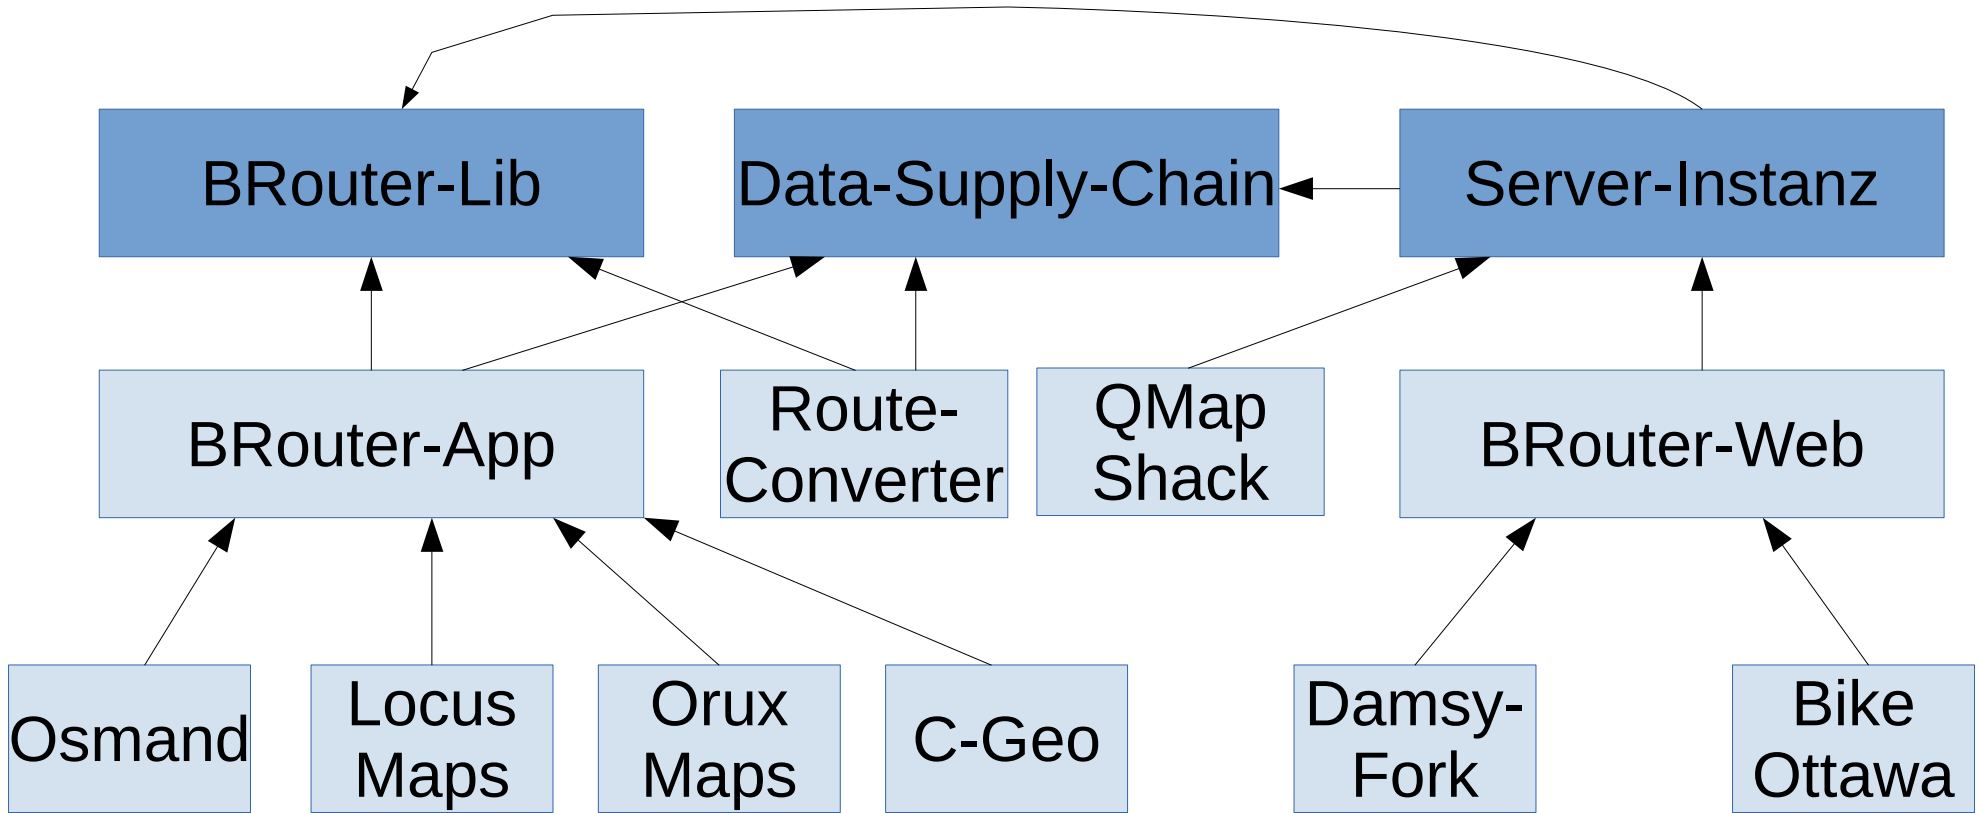 BRouter-Lib
Data-Supply-Chain
Server-Instanz
BRouter-App
Route-
Converter
QMap
Shack
BRouter-Web
Osmand
Locus
Maps
Orux
Maps
C-Geo
Damsy-
Fork
Bike
Ottawa